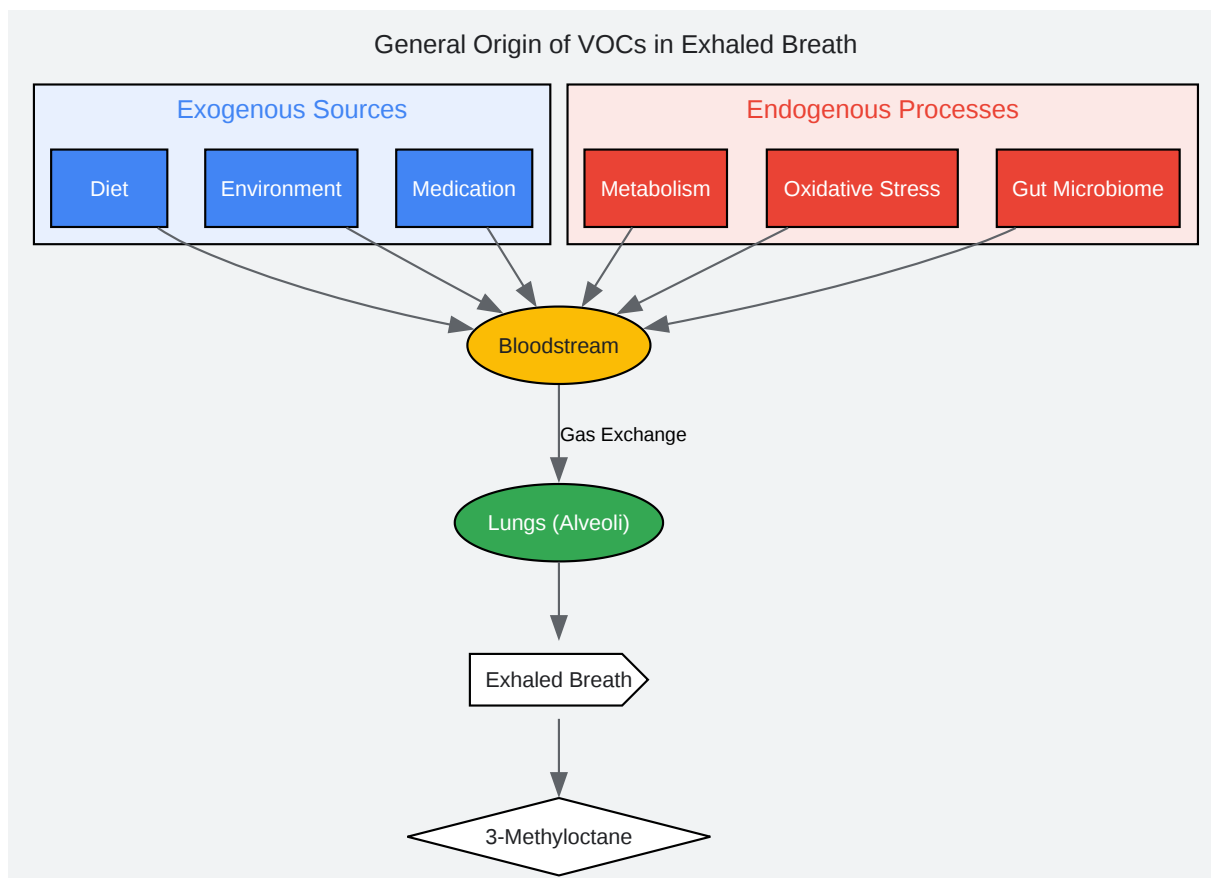 General Origin of VOCs in Exhaled Breath
Exogenous Sources
Endogenous Processes
Diet
Environment
Medication
Metabolism
Oxidative Stress
Gut Microbiome
Bloodstream
Gas Exchange
Lungs (Alveoli)
Exhaled Breath
3-Methyloctane